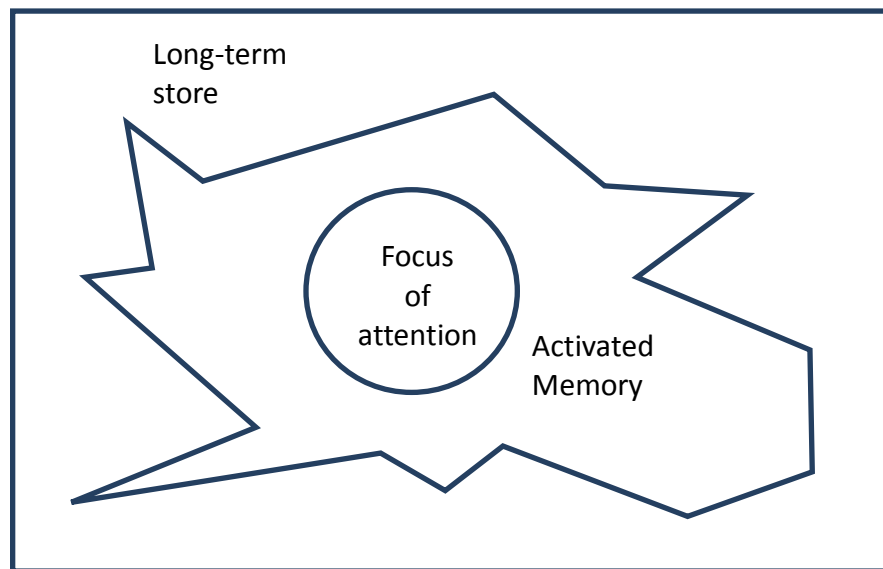 Long-term
store
Focus
of
attention
Activated
Memory